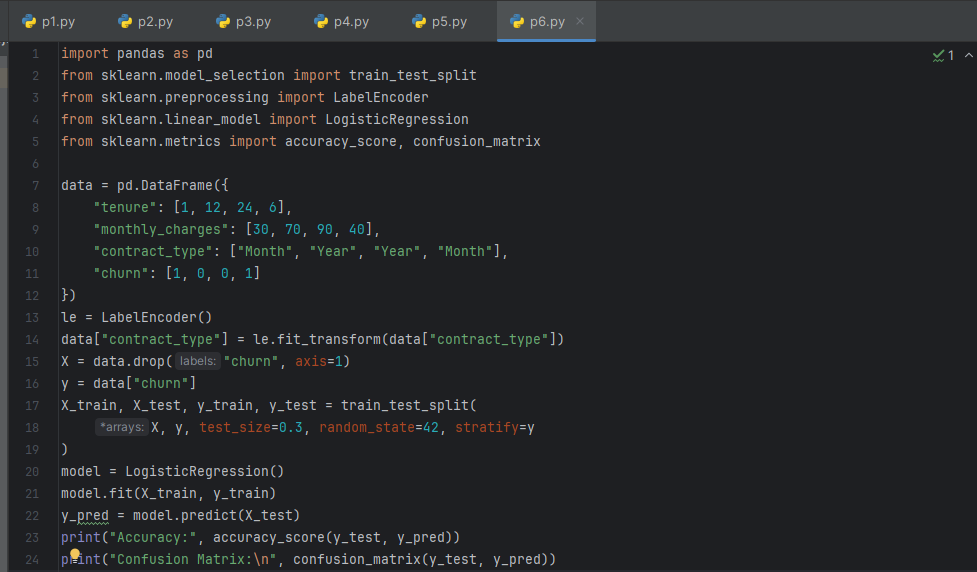 p1.py p2.py p3.py p4.py p5.py p6.py
1 import pandas as pd
2 from sklearn.model_selection import train_test_split
3 from sklearn.preprocessing import LabelEncoder
4 from sklearn.linear_model import LogisticRegression
5 from sklearn.metrics import accuracy_score, confusion_matrix
6
7 data = pd.DataFrame({
8     "tenure": [1, 12, 24, 6],
9     "monthly_charges": [30, 70, 90, 40],
10     "contract_type": ["Month", "Year", "Year", "Month"],
11     "churn": [1, 0, 0, 1]
12 })
13 le = LabelEncoder()
14 data["contract_type"] = le.fit_transform(data["contract_type"])
15 X = data.drop( labels: "churn", axis=1)
16 y = data["churn"]
17 X_train, X_test, y_train, y_test = train_test_split(
18     *arrays: X, y, test_size=0.3, random_state=42, stratify=y
19 )
20 model = LogisticRegression()
21 model.fit(X_train, y_train)
22 y_pred = model.predict(X_test)
23 print("Accuracy:", accuracy_score(y_test, y_pred))
24 print("Confusion Matrix:\n", confusion_matrix(y_test, y_pred))
1